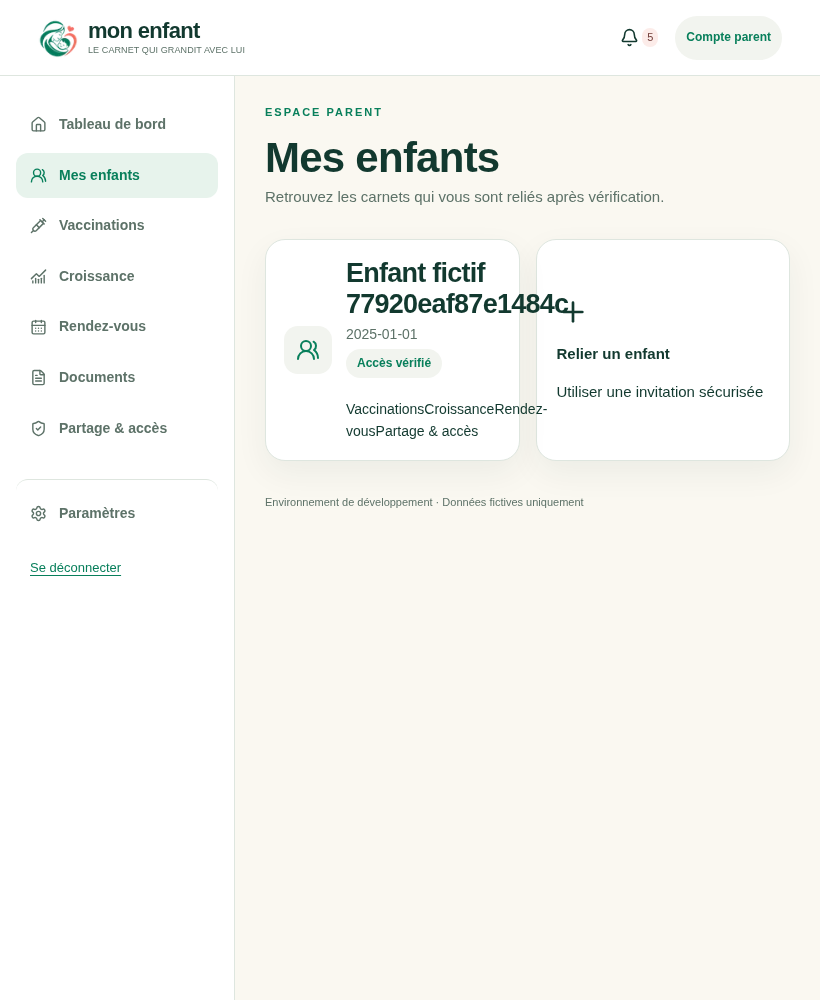 mon enfant
LE CARNET QUI GRANDIT AVEC LUI
5
Compte parent
Tableau de bord
Mes enfants
Vaccinations
Croissance
Rendez-vous
Documents
Partage & accès
Paramètres
Se déconnecter
ESPACE PARENT
Mes enfants
Retrouvez les carnets qui vous sont reliés après vérification.
Enfant fictif
77920eaf87e1484c
2025-01-01
Accès vérifié
VaccinationsCroissanceRendez-
vousPartage & accès
Relier un enfant
Utiliser une invitation sécurisée
Environnement de développement · Données fictives uniquement